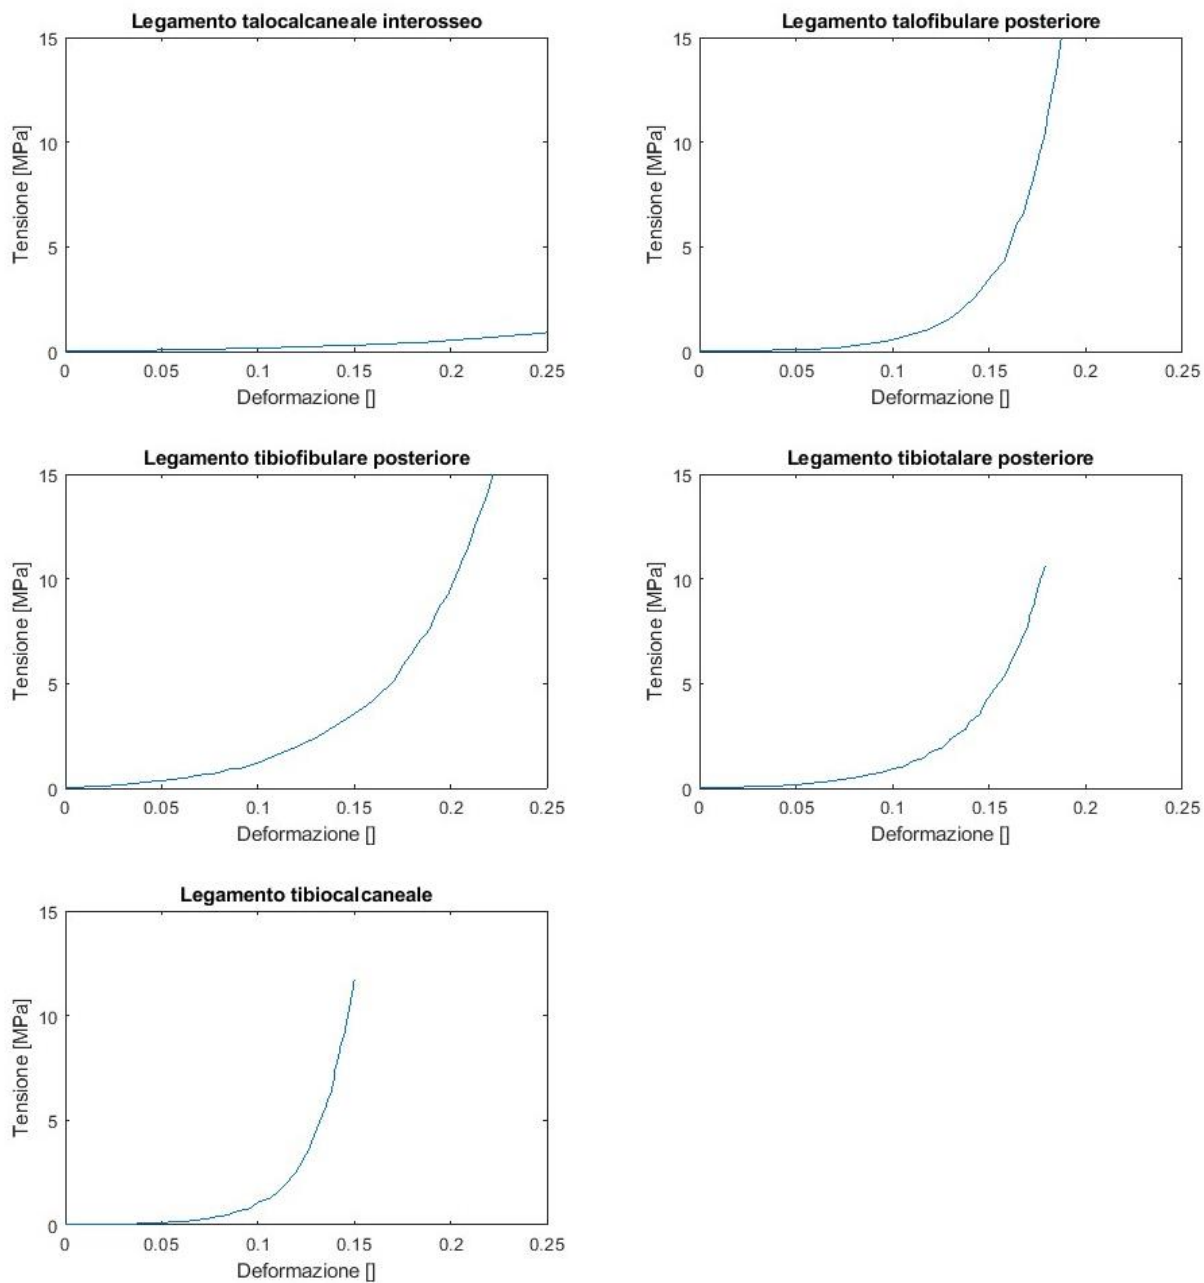 Legamento talocalcaneale interosseo
15
10
5
0
Tensione [MPa]
0 0.05 0.1 0.15 0.2 0.25
Deformazione []
Legamento talofibulare posteriore
15
10
5
0
Tensione [MPa]
0 0.05 0.1 0.15 0.2 0.25
Deformazione []
Legamento tibiofibulare posteriore
15
10
5
0
Tensione [MPa]
0 0.05 0.1 0.15 0.2 0.25
Deformazione []
Legamento tibiotalare posteriore
15
10
5
0
Tensione [MPa]
0 0.05 0.1 0.15 0.2 0.25
Deformazione []
Legamento tibiocalcaneale
15
10
5
0
Tensione [MPa]
0 0.05 0.1 0.15 0.2 0.25
Deformazione []